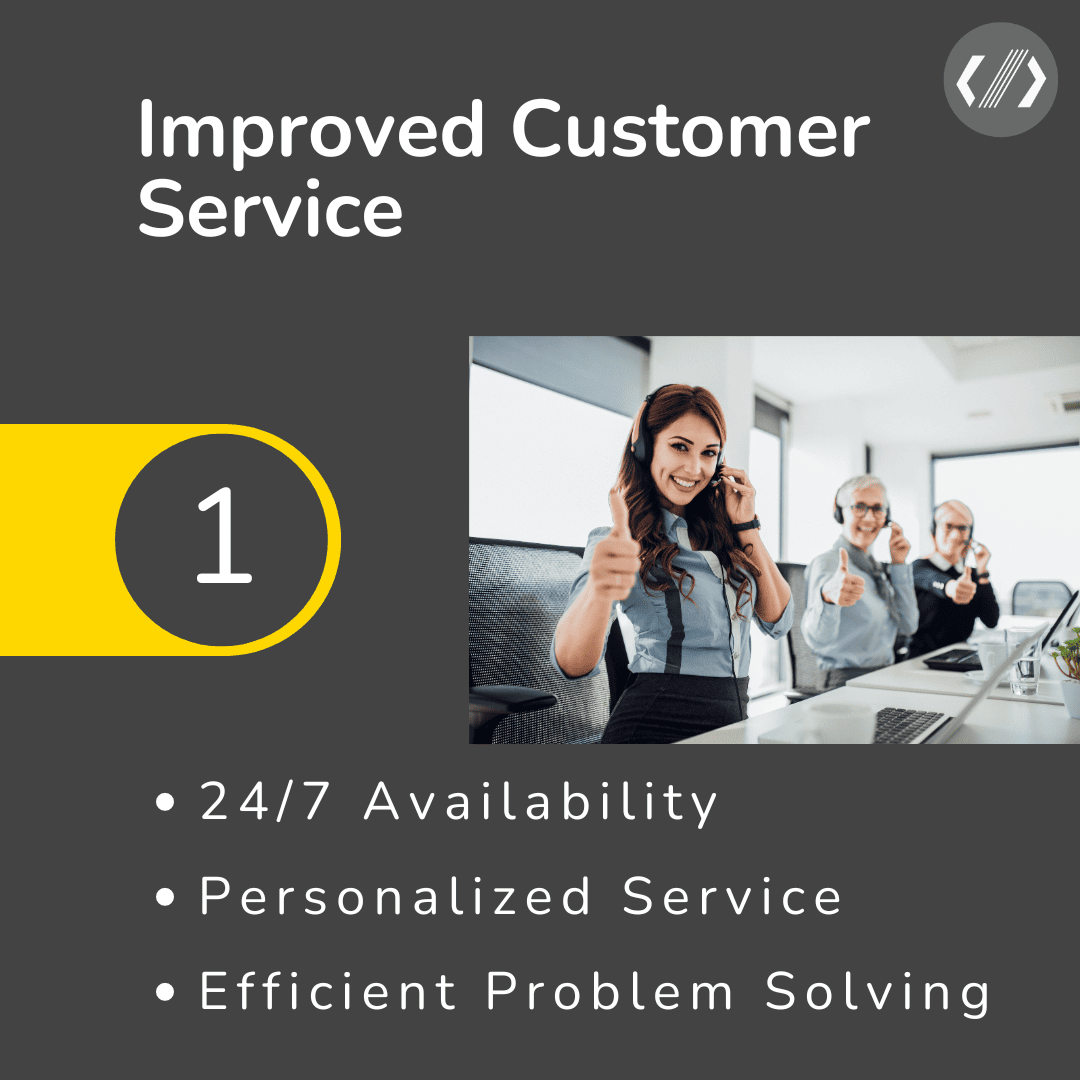 Improved Customer
Service
1
• 24/7 Availability
• Personalized Service
• Efficient Problem Solving